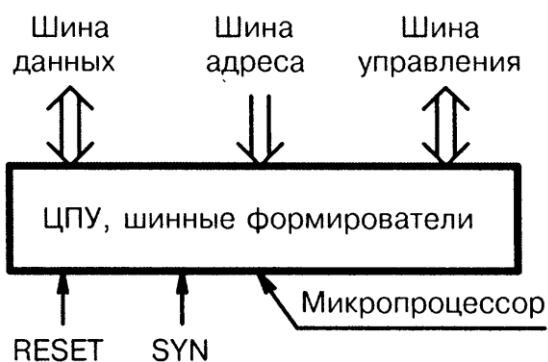 Шина данных
Шина адреса
Шина управления
ЦПУ, шинные формирователи
Микропроцессор
RESET
SYN